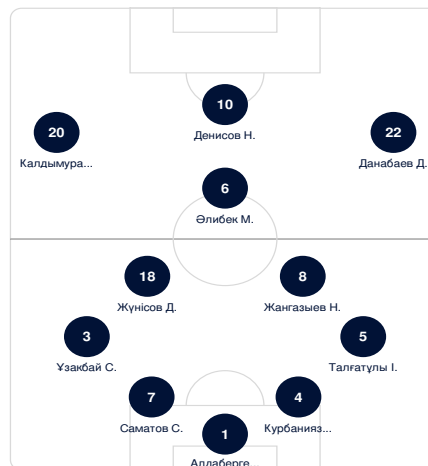 10
Денисов Н.
20
Калдымура...
22
Данабаев Д.
6
Әлибек М.
18
Жүнісов Д.
8
Жангазыев Н.
3
Ұзакбай С.
5
Талғатұлы І.
7
Саматов С.
4
Курбанияз...
1
Алдаберге...